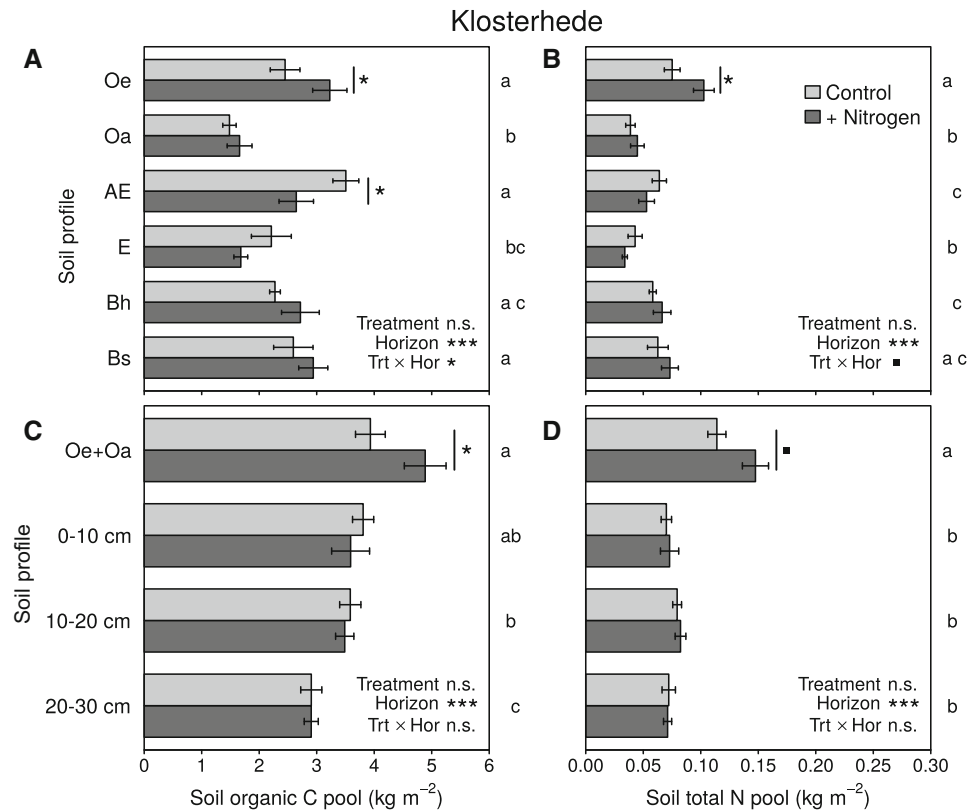 Klosterhede
A
B
Oe
*
a
*
a
Control
+ Nitrogen
Oa
b
b
AE
*
a
c
Soil profile
E
bc
b
Bh
a c
c
Treatment n.s.
Horizon ***
Trt × Hor *
Treatment n.s.
Horizon ***
Trt × Hor ▪
Bs
a
a c
C
D
Oe+Oa
*
a
▪
a
0-10 cm
ab
b
Soil profile
10-20 cm
b
b
Treatment n.s.
Horizon ***
Trt × Hor n.s.
Treatment n.s.
Horizon ***
Trt × Hor n.s.
20-30 cm
c
b
0 1 2 3 4 5 6
0.00 0.05 0.10 0.15 0.20 0.25 0.30
Soil organic C pool (kg m⁻²)
Soil total N pool (kg m⁻²)